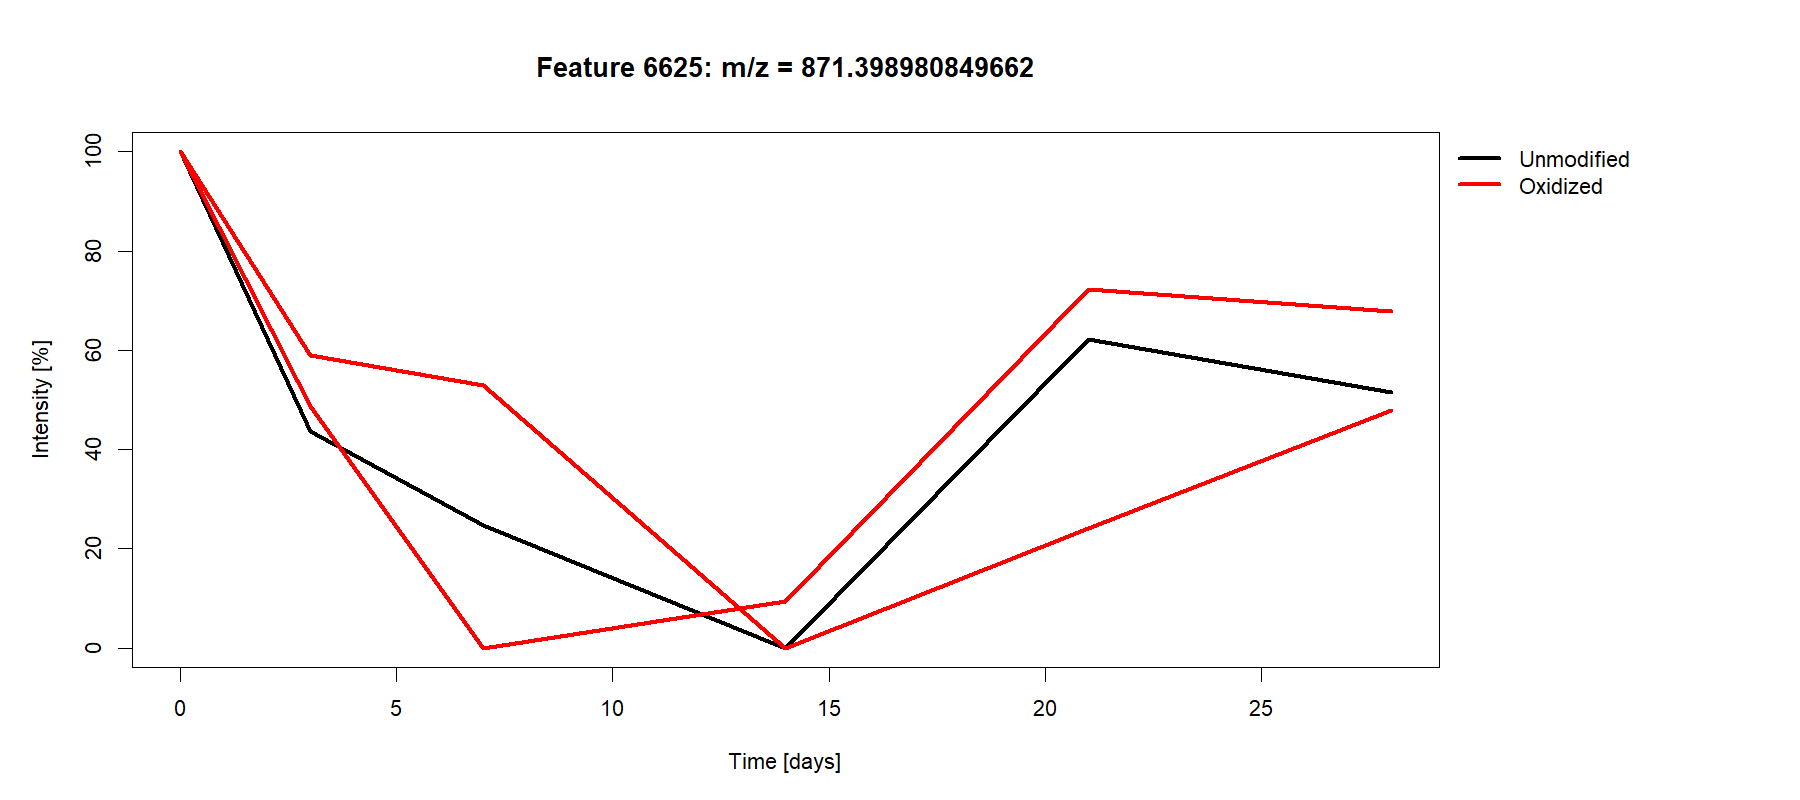 Feature 6625: m/z = 871.398980849662
Unmodified
Oxidized
100
80
60
40
20
0
Intensity [%]
0 5 10 15 20 25
Time [days]